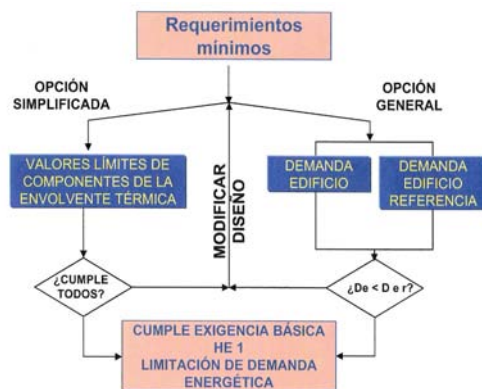 Requerimientos
mínimos
OPCIÓN
SIMPLIFICADA
OPCIÓN
GENERAL
VALORES LÍMITES DE
COMPONENTES DE LA
ENVOLVENTE TÉRMICA
MODIFICAR
DISEÑO
DEMANDA
EDIFICIO
DEMANDA
EDIFICIO
REFERENCIA
¿CUMPLE
TODOS?
¿De < D e r?
CUMPLE EXIGENCIA BÁSICA
HE 1
LIMITACIÓN DE DEMANDA
ENERGÉTICA